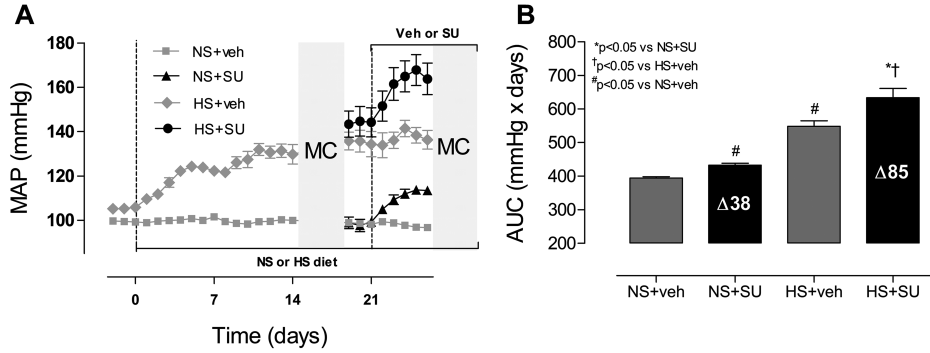 A
MAP (mmHg)
180
160
140
120
100
NS+veh
NS+SU
HS+veh
HS+SU
Veh or SU
MC
MC
NS or HS diet
0
7
14
21
Time (days)
B
AUC (mmHg x days)
800
700
600
500
400
300
200
*p<0.05 vs NS+SU
†p<0.05 vs HS+veh
#p<0.05 vs NS+veh
#
#
*†
Δ38
Δ85
NS+veh
NS+SU
HS+veh
HS+SU